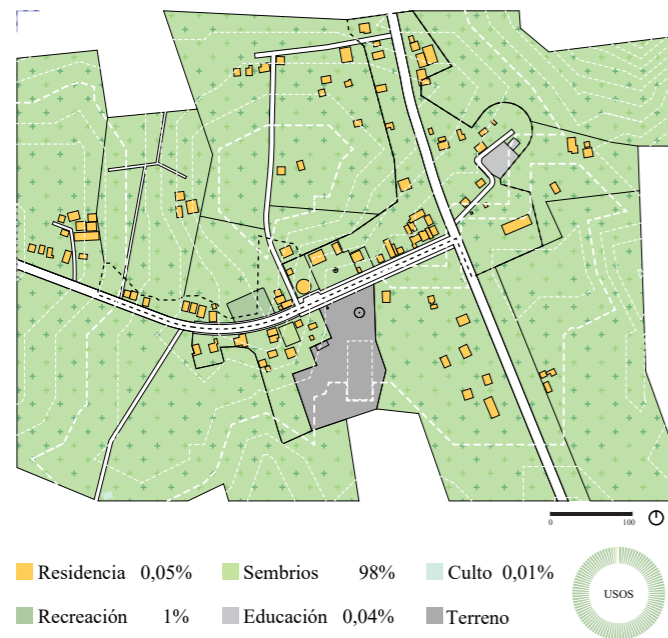 0 100
Residencia 0,05% Sembrios 98% Culto 0,01%
Recreación 1% Educación 0,04% Terreno
USOS